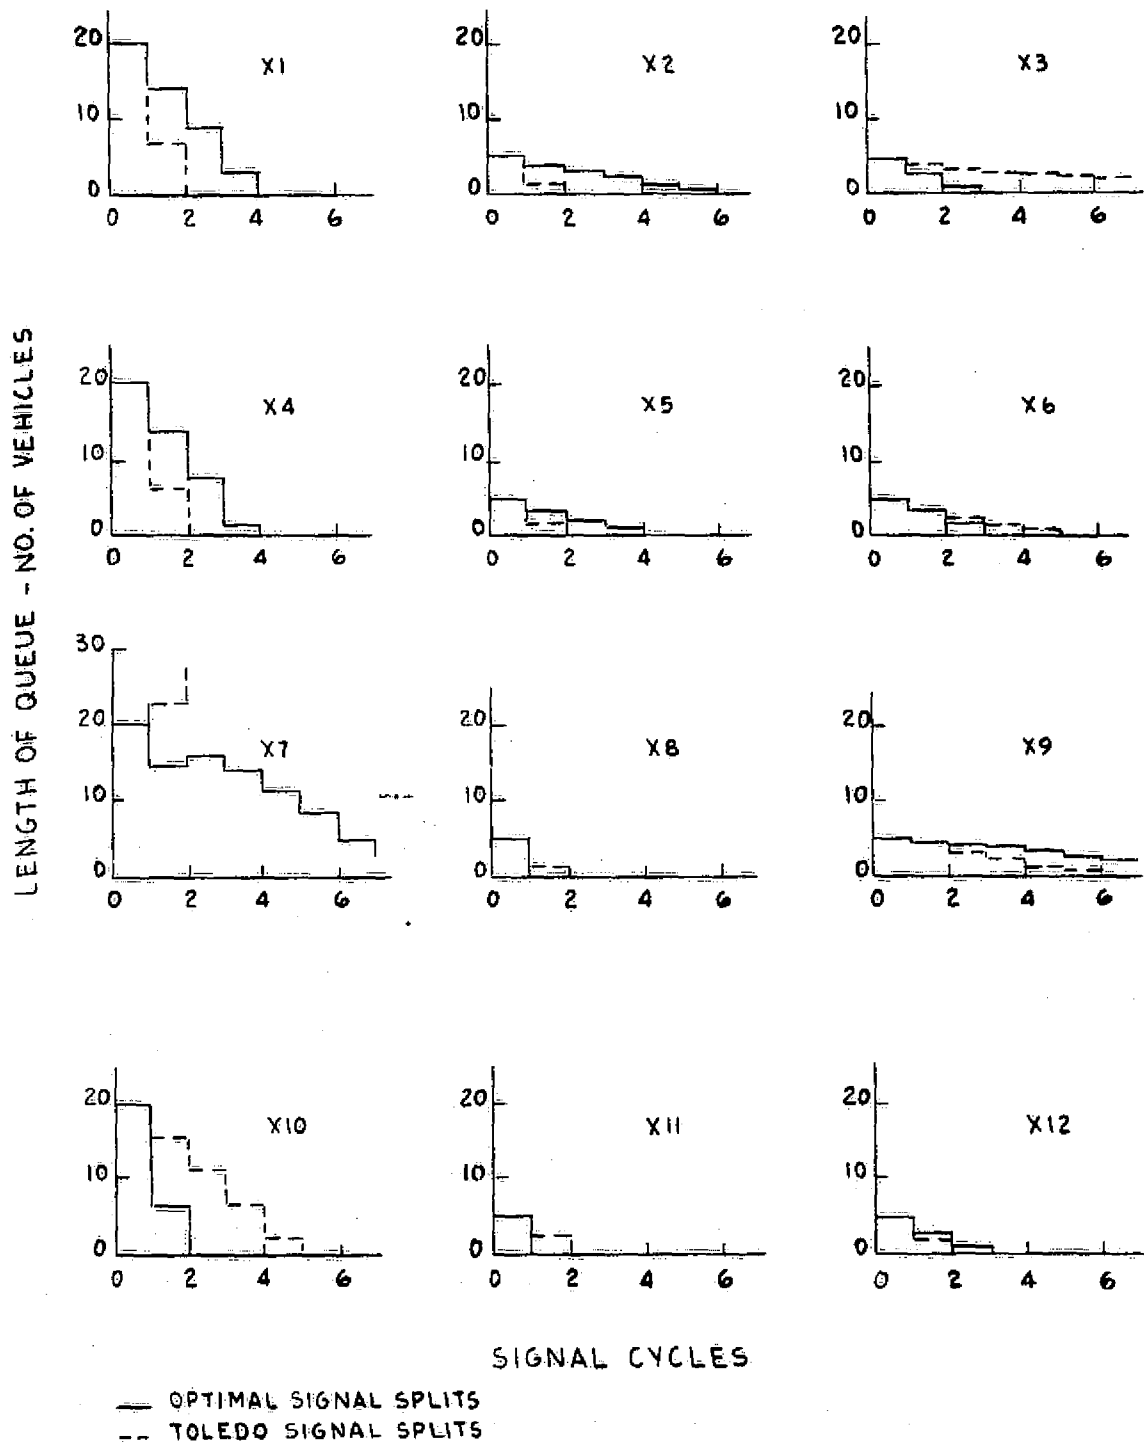 LENGTH OF QUEUE - NO. OF VEHICLES
20
10
0
X1
0 2 4 6
20
10
0
X2
0 2 4 6
20
10
0
X3
0 2 4 6
20
10
0
X4
0 2 4 6
20
10
0
X5
0 2 4 6
20
10
0
X6
0 2 4 6
30
20
10
0
X7
0 2 4 6
20
10
0
X8
0 2 4 6
20
10
0
X9
0 2 4 6
20
10
0
X10
0 2 4 6
20
10
0
X11
0 2 4 6
20
10
0
X12
0 2 4 6
SIGNAL CYCLES
OPTIMAL SIGNAL SPLITS
TOLEDO SIGNAL SPLITS